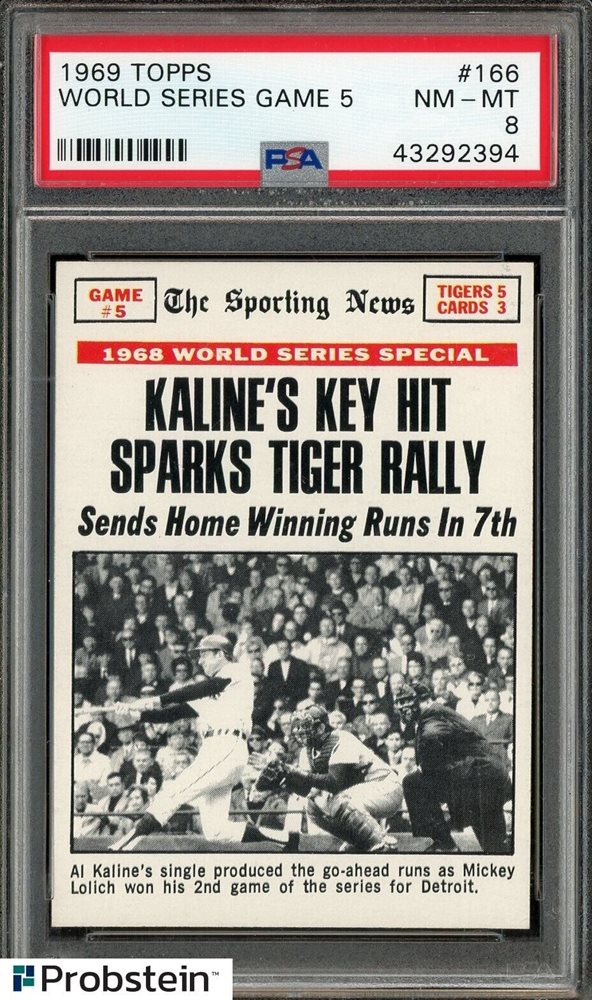 1969 TOPPS #166
WORLD SERIES GAME 5 NM - MT
8
PSA 43292394
GAME #5
The Sporting News
TIGERS 5
CARDS 3
1968 WORLD SERIES SPECIAL
KALINE'S KEY HIT
SPARKS TIGER RALLY
Sends Home Winning Runs In 7th
Al Kaline's single produced the go-ahead runs as Mickey
Lolich won his 2nd game of the series for Detroit.
Probstein™